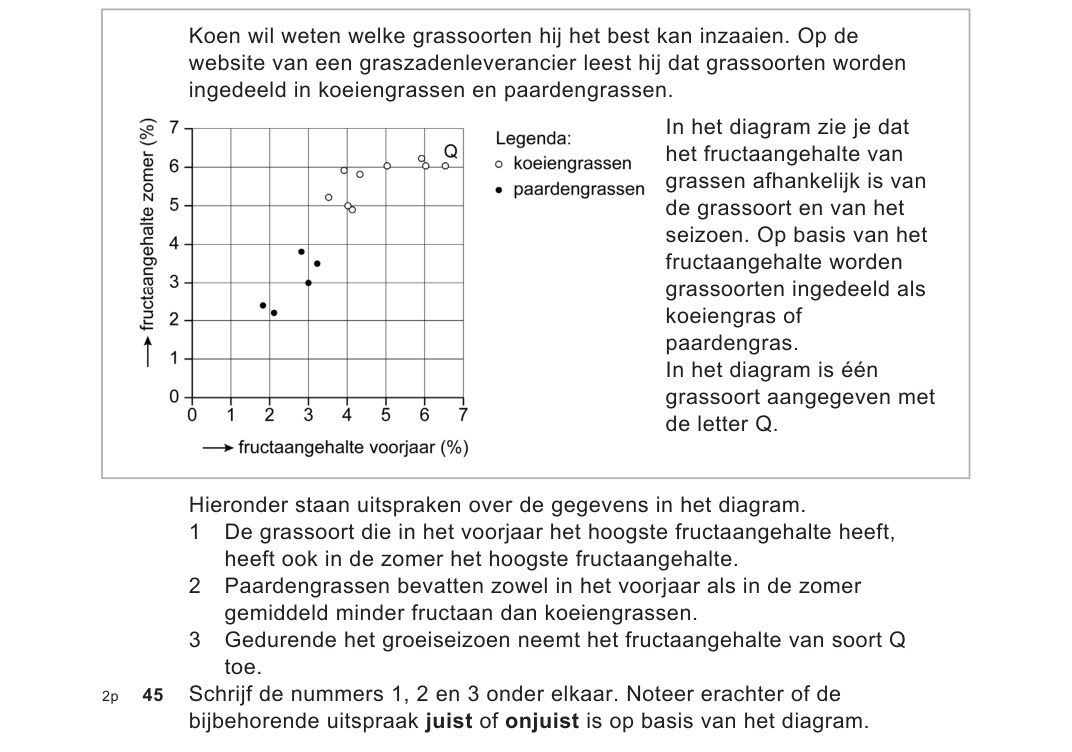 Koen wil weten welke grassoorten hij het best kan inzaaien. Op de
website van een graszadenleverancier leest hij dat grassoorten worden
ingedeeld in koeiengrassen en paardengrassen.
fructaangehalte zomer (%)
7
6
5
4
3
2
1
0
0 1 2 3 4 5 6 7
fructaangehalte voorjaar (%)
Q
Legenda:
koeiengrassen
paardengrassen
In het diagram zie je dat
het fructaangehalte van
grassen afhankelijk is van
de grassoort en van het
seizoen. Op basis van het
fructaangehalte worden
grassoorten ingedeeld als
koeiengras of
paardengras.
In het diagram is één
grassoort aangegeven met
de letter Q.
Hieronder staan uitspraken over de gegevens in het diagram.
1 De grassoort die in het voorjaar het hoogste fructaangehalte heeft,
heeft ook in de zomer het hoogste fructaangehalte.
2 Paardengrassen bevatten zowel in het voorjaar als in de zomer
gemiddeld minder fructaan dan koeiengrassen.
3 Gedurende het groeiseizoen neemt het fructaangehalte van soort Q
toe.
2p 45 Schrijf de nummers 1, 2 en 3 onder elkaar. Noteer erachter of de
bijbehorende uitspraak juist of onjuist is op basis van het diagram.